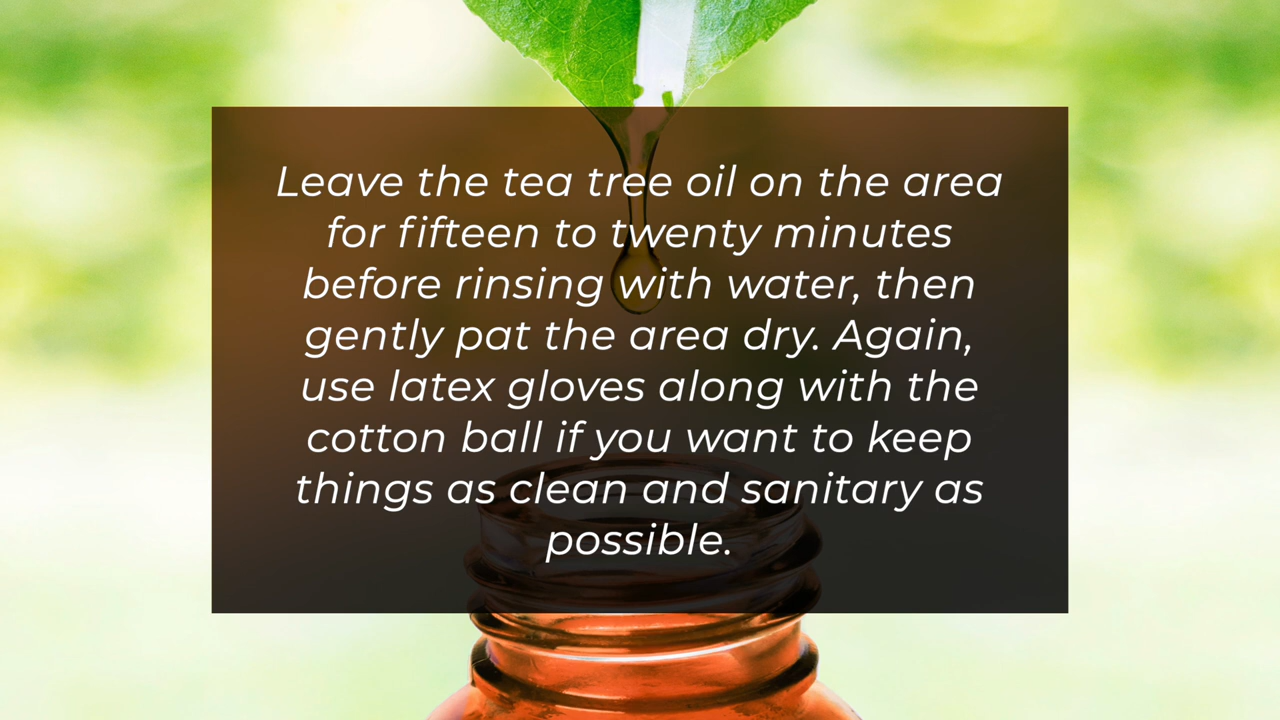 Leave the tea tree oil on the area
for fifteen to twenty minutes
before rinsing with water, then
gently pat the area dry. Again,
use latex gloves along with the
cotton ball if you want to keep
things as clean and sanitary as
possible.